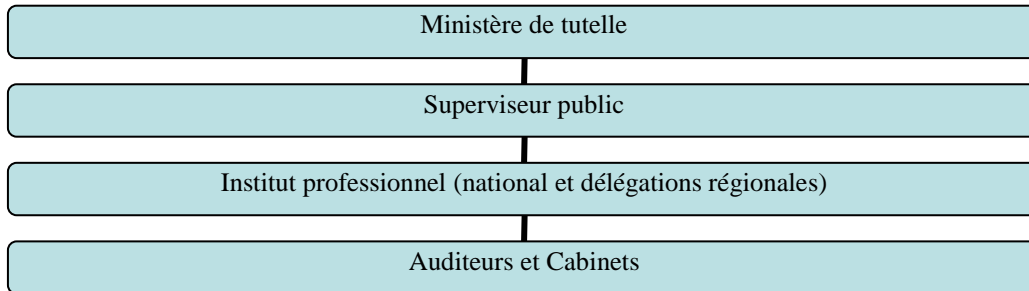 Ministère de tutelle
Superviseur public
Institut professionnel (national et délégations régionales)
Auditeurs et Cabinets